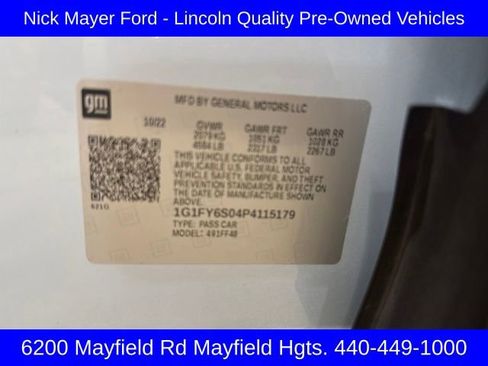 Nick Mayer Ford - Lincoln Quality Pre-Owned Vehicles
gm
MFD BY GENERAL MOTORS LLC
10/22 GVWR GAWR FRT GAWR RR
2079 KG 1051 KG 1028 KG
4584 LB 2317 LB 2267 LB
THIS VEHICLE CONFORMS TO ALL
APPLICABLE U.S. FEDERAL MOTOR
VEHICLE SAFETY, BUMPER, AND
THEFT PREVENTION STANDARDS
IN EFFECT ON THE DATE OF
MANUFACTURE SHOWN ABOVE.
621G
1G1FY6S04P4115179
TYPE: PASS CAR
MODEL: 491FF48
6200 Mayfield Rd Mayfield Hgts. 440-449-1000